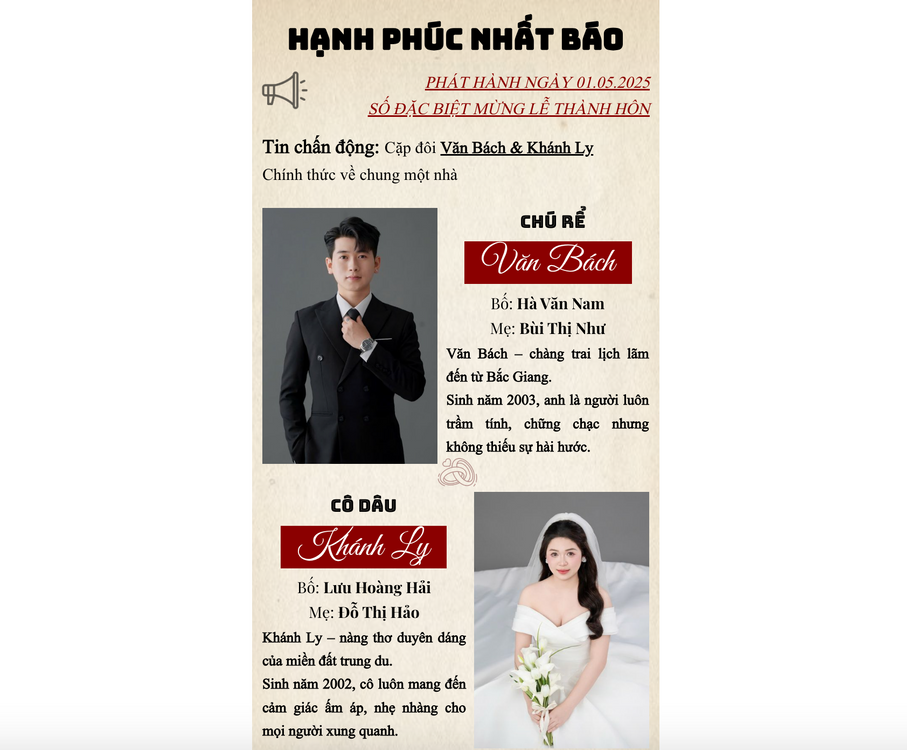 HẠNH PHÚC NHẤT BÁO
PHÁT HÀNH NGÀY 01.05.2025
SỐ ĐẶC BIỆT MỪNG LỄ THÀNH HÔN
Tin chấn động: Cặp đôi Văn Bách & Khánh Ly
Chính thức về chung một nhà
CHÚ RỂ
Văn Bách
Bố: Hà Văn Nam
Mẹ: Bùi Thị Như
Văn Bách – chàng trai lịch lãm
đến từ Bắc Giang.
Sinh năm 2003, anh là người luôn
trầm tính, chững chạc nhưng
không thiếu sự hài hước.
CÔ DÂU
Khánh Ly
Bố: Lưu Hoàng Hải
Mẹ: Đỗ Thị Hảo
Khánh Ly – nàng thơ duyên dáng
của miền đất trung du.
Sinh năm 2002, cô luôn mang đến
cảm giác ấm áp, nhẹ nhàng cho
mọi người xung quanh.